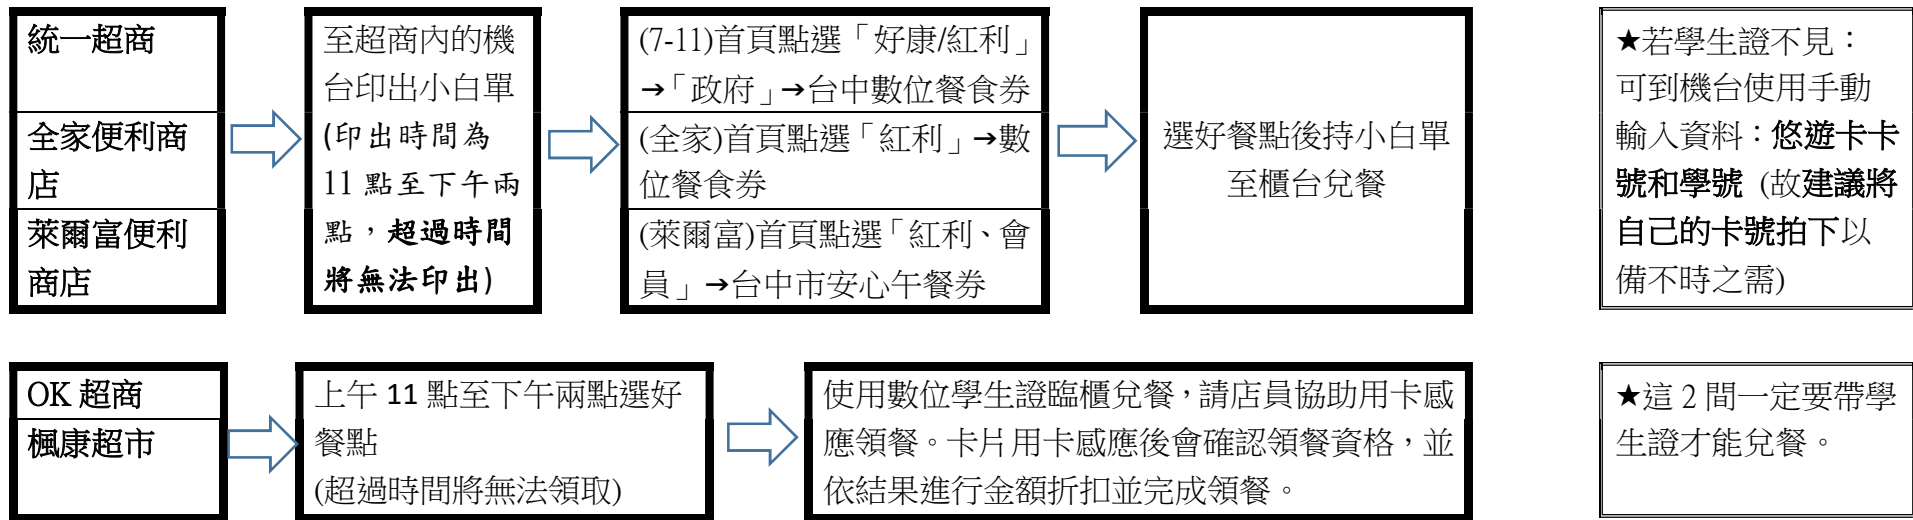 統一超商
全家便利商
店
萊爾富便利
商店
至超商內的機
台印出小白單
(印出時間為
11 點至下午兩
點，超過時間
將無法印出)
(7-11)首頁點選「好康/紅利」
→「政府」→台中數位餐食券
(全家)首頁點選「紅利」→數
位餐食券
(萊爾富)首頁點選「紅利、會
員」→台中市安心午餐券
選好餐點後持小白單
至櫃台兌餐
★若學生證不見：
可到機台使用手動
輸入資料：悠遊卡卡
號和學號 (故建議將
自己的卡號拍下以
備不時之需)
OK 超商
楓康超市
上午 11 點至下午兩點選好
餐點
(超過時間將無法領取)
使用數位學生證臨櫃兌餐，請店員協助用卡感
應領餐。卡片用卡感應後會確認領餐資格，並
依結果進行金額折扣並完成領餐。
★這 2 間一定要帶學
生證才能兌餐。